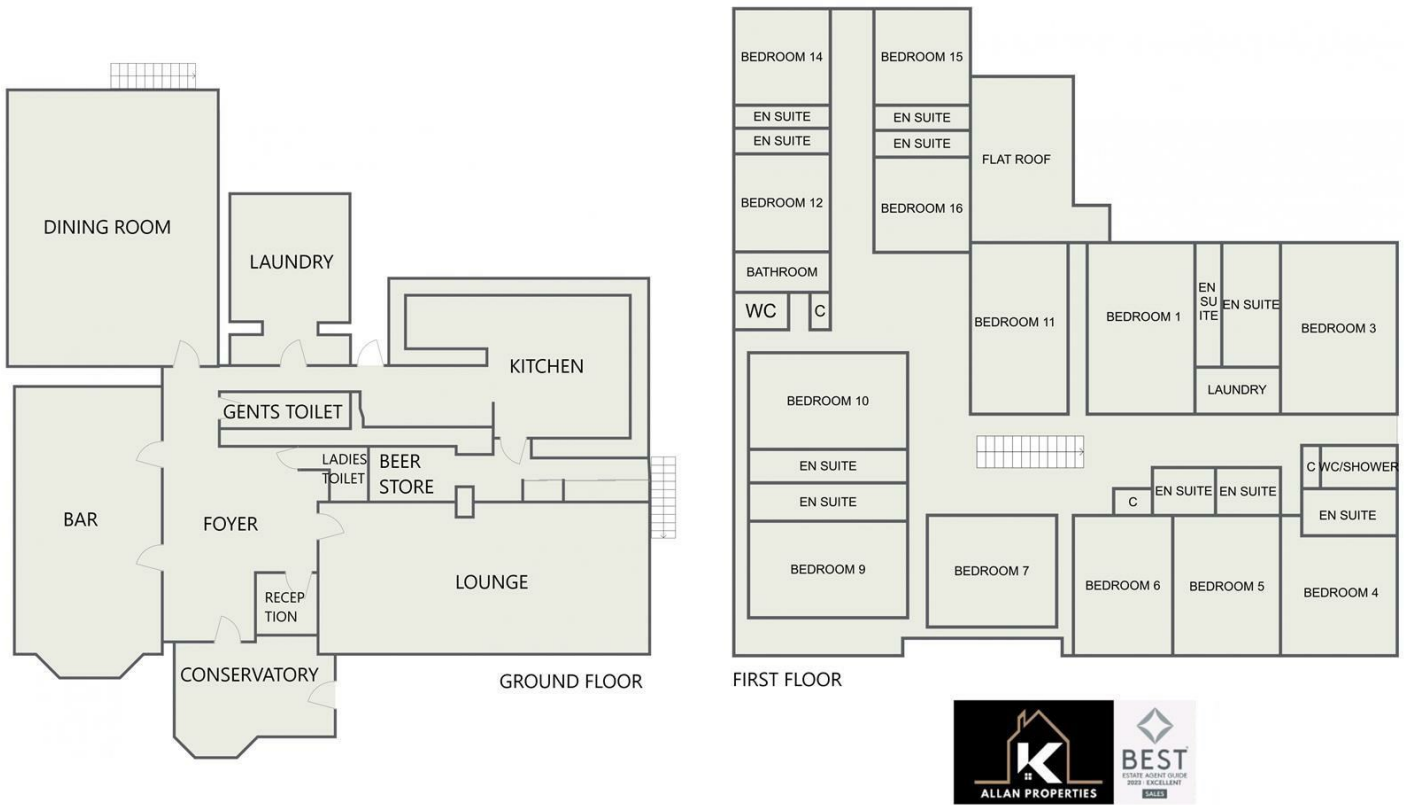 DINING ROOM
LAUNDRY
KITCHEN
GENTS TOILET
LADIES
TOILET
BEER
STORE
BAR
FOYER
LOUNGE
RECEP
TION
CONSERVATORY
GROUND FLOOR
BEDROOM 14
BEDROOM 15
EN SUITE
EN SUITE
EN SUITE
EN SUITE
FLAT ROOF
BEDROOM 12
BEDROOM 16
BATHROOM
WC
C
BEDROOM 11
BEDROOM 1
EN
SU
ITE
EN SUITE
BEDROOM 3
LAUNDRY
BEDROOM 10
EN SUITE
EN SUITE
BEDROOM 9
BEDROOM 7
C
EN SUITE
EN SUITE
C
WC/SHOWER
EN SUITE
BEDROOM 6
BEDROOM 5
BEDROOM 4
FIRST FLOOR
K
ALLAN PROPERTIES
BEST
ESTATE AGENT GUIDE
2023 : EXCELLENT
SALES